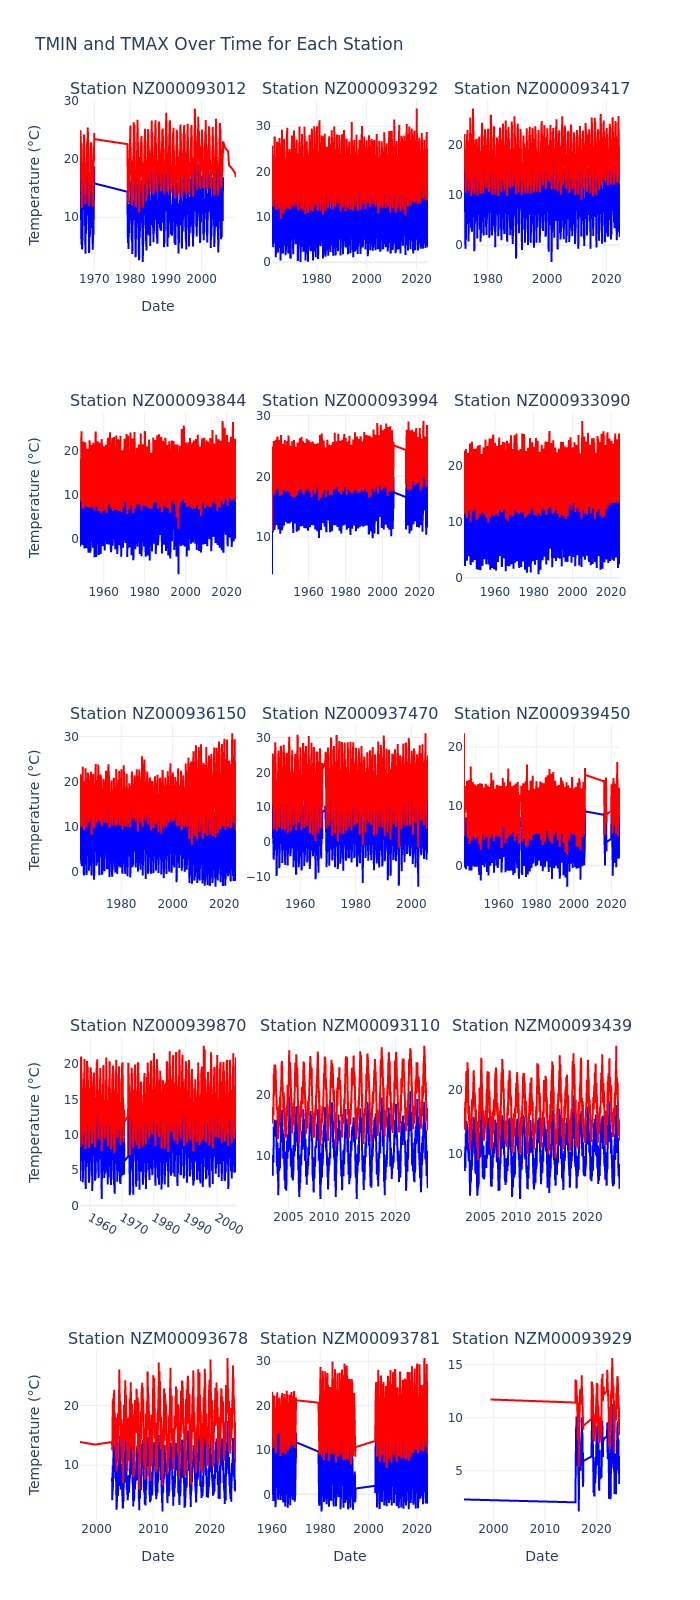 TMIN and TMAX Over Time for Each Station
Station NZ000093012 Station NZ000093292 Station NZ000093417
Temperature (°C)
30
20
10
1970 1980 1990 2000
30
20
10
0
1980 2000 2020
20
10
0
1980 2000 2020
Date
Station NZ000093844 Station NZ000093994 Station NZ000933090
Temperature (°C)
20
10
0
1960 1980 2000 2020
30
20
10
1960 1980 2000 2020
20
10
0
1960 1980 2000 2020
Station NZ000936150 Station NZ000937470 Station NZ000939450
Temperature (°C)
30
20
10
0
1980 2000 2020
30
20
10
0
−10
1960 1980 2000
20
10
0
1960 1980 2000 2020
Station NZ000939870 Station NZM00093110 Station NZM00093439
Temperature (°C)
20
15
10
5
0
1960 1970 1980 1990 2000
20
10
2005 2010 2015 2020
20
10
2005 2010 2015 2020
Station NZM00093678 Station NZM00093781 Station NZM00093929
Temperature (°C)
20
10
2000 2010 2020
30
20
10
0
1960 1980 2000 2020
15
10
5
2000 2010 2020
Date Date Date